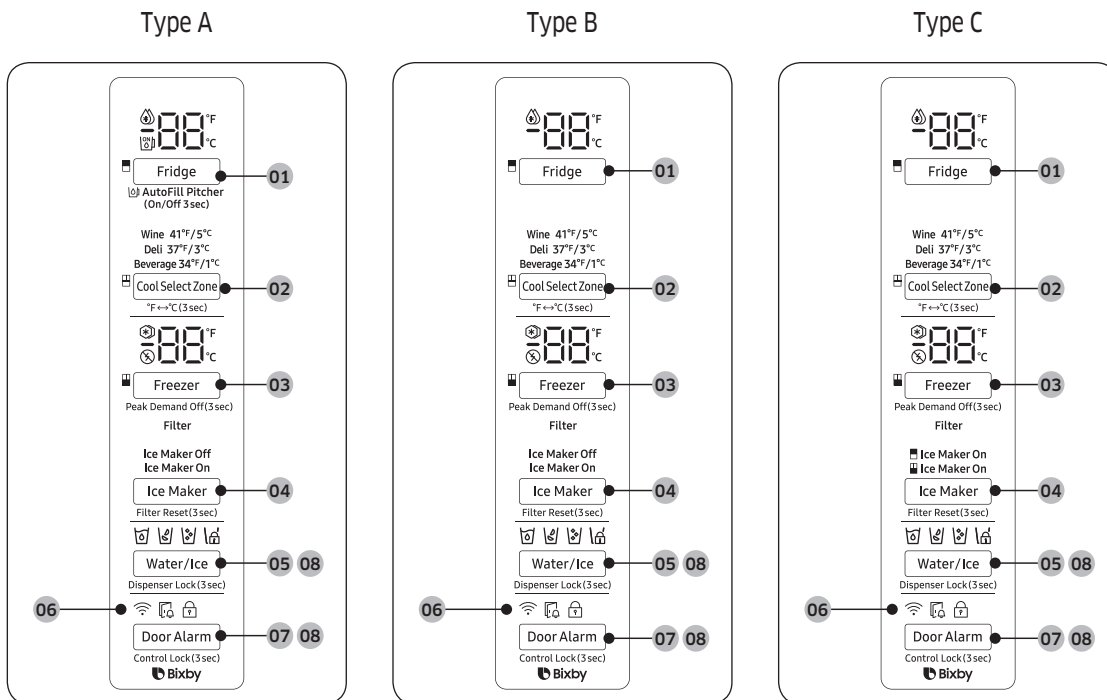 Type A
88 °F
°C
ON
Fridge
01
AutoFill Pitcher
(On/Off 3 sec)
Wine 41°F/5°C
Deli 37°F/3°C
Beverage 34°F/1°C
Cool Select Zone
02
°F↔°C (3 sec)
88 °F
°C
Freezer
03
Peak Demand Off (3 sec)
Filter
Ice Maker Off
Ice Maker On
Ice Maker
04
Filter Reset (3 sec)
Water/Ice
05 08
Dispenser Lock (3 sec)
06
Door Alarm
07 08
Control Lock (3 sec)
Bixby
Type B
88 °F
°C
Fridge
01
Wine 41°F/5°C
Deli 37°F/3°C
Beverage 34°F/1°C
Cool Select Zone
02
°F↔°C (3 sec)
88 °F
°C
Freezer
03
Peak Demand Off (3 sec)
Filter
Ice Maker Off
Ice Maker On
Ice Maker
04
Filter Reset (3 sec)
Water/Ice
05 08
Dispenser Lock (3 sec)
06
Door Alarm
07 08
Control Lock (3 sec)
Bixby
Type C
88 °F
°C
Fridge
01
Wine 41°F/5°C
Deli 37°F/3°C
Beverage 34°F/1°C
Cool Select Zone
02
°F↔°C (3 sec)
88 °F
°C
Freezer
03
Peak Demand Off (3 sec)
Filter
Ice Maker On
Ice Maker On
Ice Maker
04
Filter Reset (3 sec)
Water/Ice
05 08
Dispenser Lock (3 sec)
06
Door Alarm
07 08
Control Lock (3 sec)
Bixby